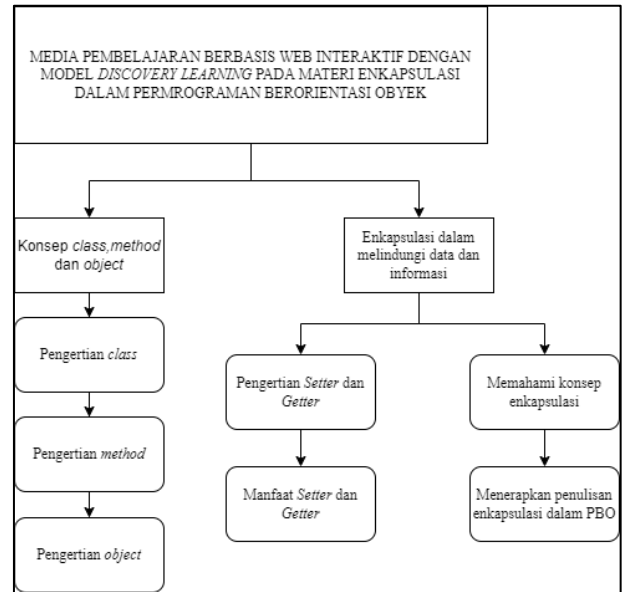 MEDIA PEMBELAJARAN BERBASIS WEB INTERAKTIF DENGAN
MODEL DISCOVERY LEARNING PADA MATERI ENKAPSULASI
DALAM PERMROGRAMAN BERORIENTASI OBYEK
Konsep class,method
dan object
Pengertian class
Pengertian method
Pengertian object
Enkapsulasi dalam
melindungi data dan
informasi
Pengertian Setter dan
Getter
Manfaat Setter dan
Getter
Memahami konsep
enkapsulasi
Menerapkan penulisan
enkapsulasi dalam PBO